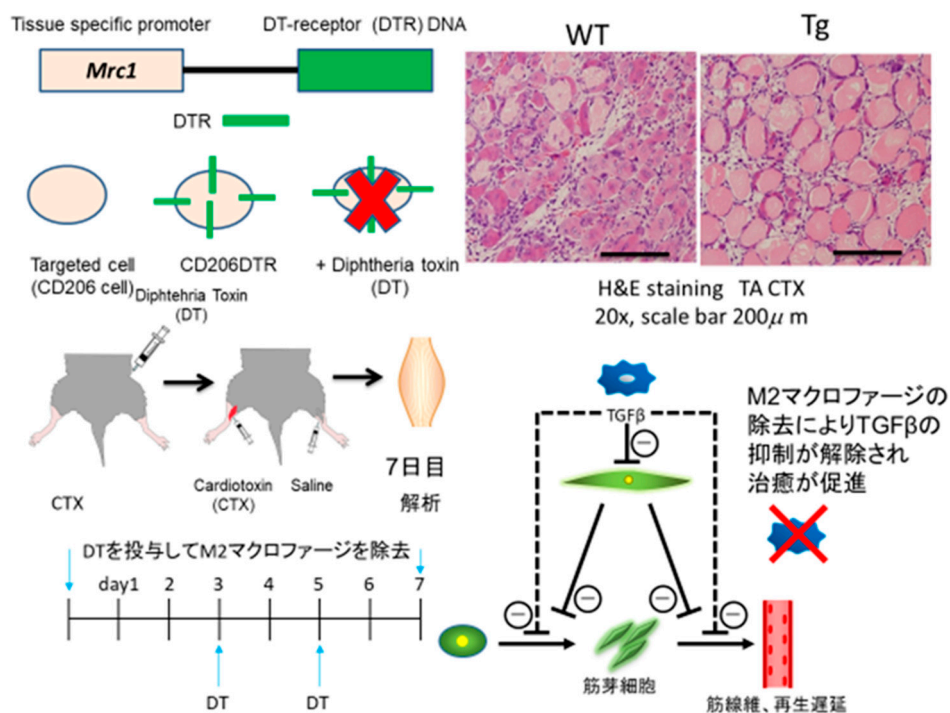 Tissue specific promoter
DT-receptor (DTR) DNA
Mrc1
DTR
Targeted cell
(CD206 cell)
CD206DTR
+ Diphtheria toxin
(DT)
WT
Tg
H&E staining TA CTX
20x, scale bar 200μ m
Diphtehria Toxin
(DT)
CTX
Cardiotoxin
(CTX)
Saline
7日目
解析
DTを投与してM2マクロファージを除去
day1 2 3 4 5 6 7
DT
DT
TGFβ
−
−
−
−
−
M2マクロファージの
除去によりTGFβの
抑制が解除され
治癒が促進
筋芽細胞
筋線維、再生遅延